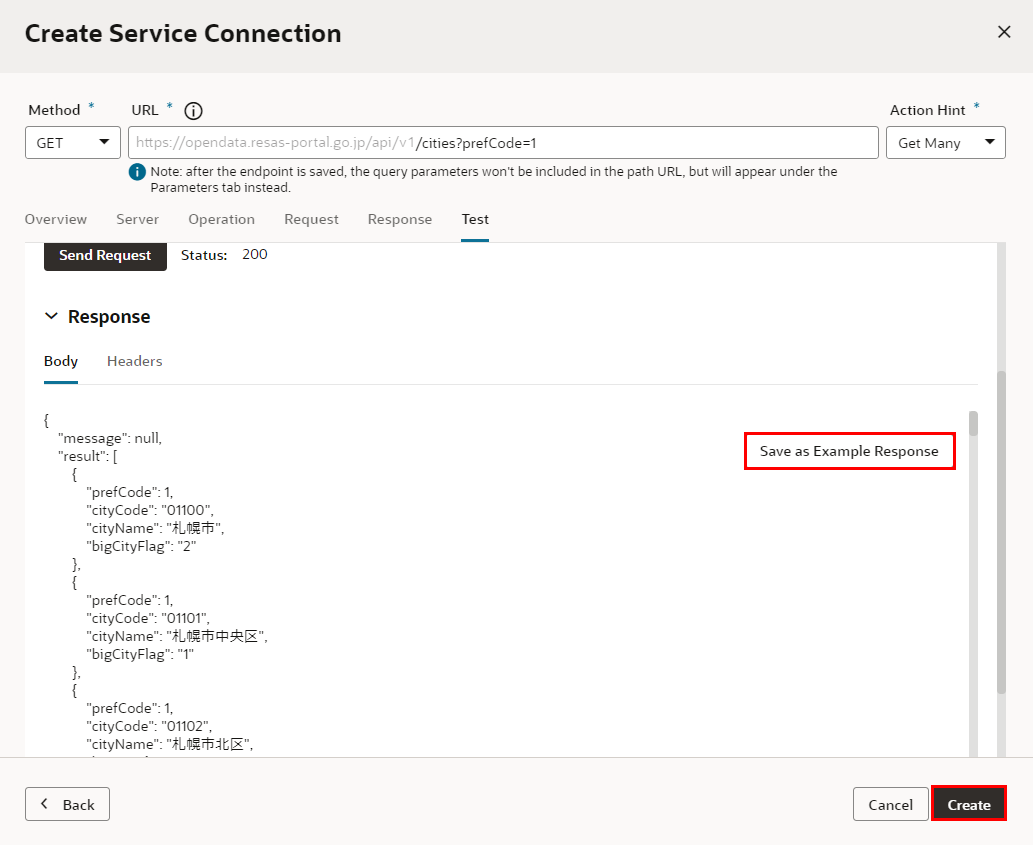 Create Service Connection
Method * URL * Action Hint *
GET https://opendata.resas-portal.go.jp/api/v1/cities?prefCode=1 Get Many
Note: after the endpoint is saved, the query parameters won't be included in the path URL, but will appear under the
Parameters tab instead.
Overview Server Operation Request Response Test
Send Request Status: 200
Response
Body Headers
{
"message": null,
Save as Example Response
"result": [
{
"prefCode": 1,
"cityCode": "01100",
"cityName": "札幌市",
"bigCityFlag": "2"
},
{
"prefCode": 1,
"cityCode": "01101",
"cityName": "札幌市中央区",
"bigCityFlag": "1"
},
{
"prefCode": 1,
"cityCode": "01102",
"cityName": "札幌市北区",
Back Cancel Create